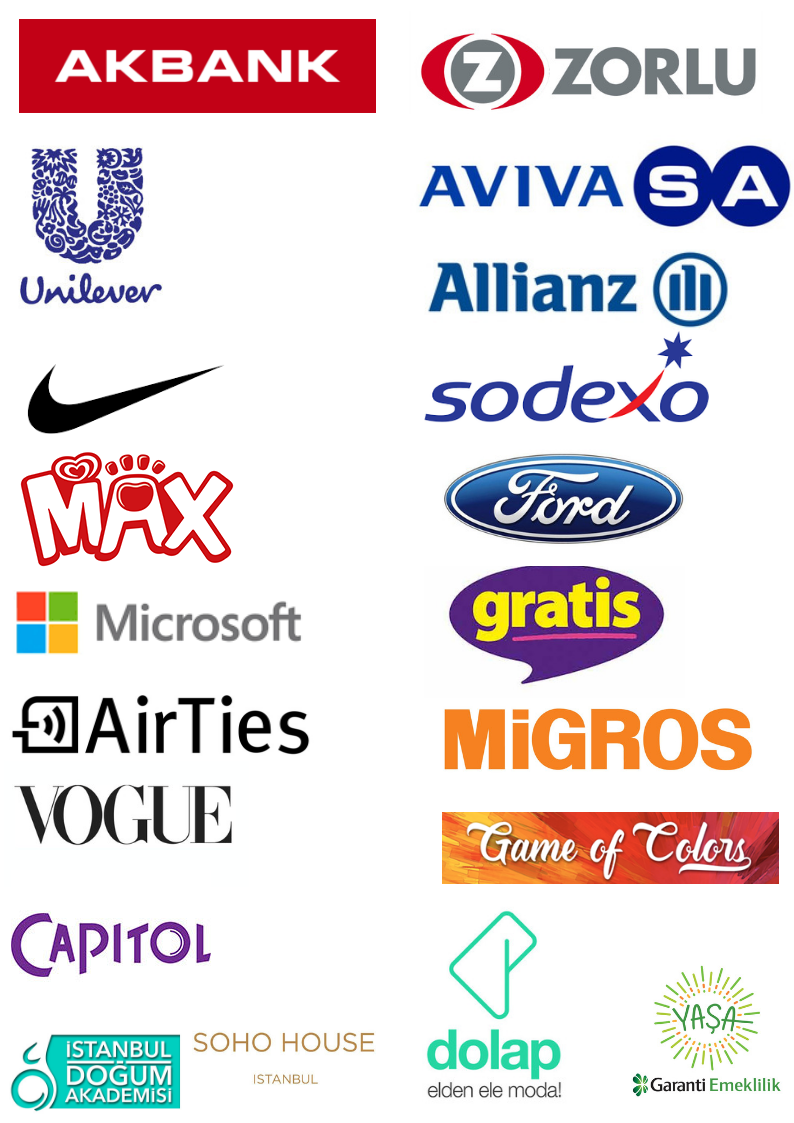 AKBANK
Z ZORLU
Unilever
AVIVA SA
Allianz
sodexo
MAX
Ford
Microsoft
gratis
AirTies
MiGROS
VOGUE
Game of Colors
CAPITOL
dolap
elden ele moda!
YAŞA
Garanti Emeklilik
İSTANBUL
DOĞUM
AKADEMİSİ
SOHO HOUSE
ISTANBUL